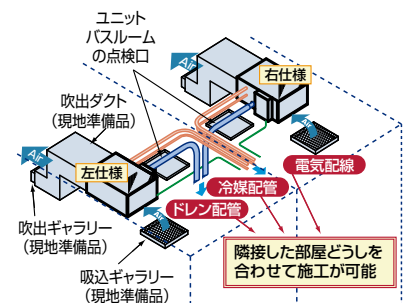 ユニット
バスルーム
の点検口
Air
右仕様
吹出ダクト
（現地準備品）
Air
Air
左仕様
電気配線
冷媒配管
Air
ドレン配管
吹出ギャラリー
（現地準備品）
隣接した部屋どうしを
合わせて施工が可能
吸込ギャラリー
（現地準備品）